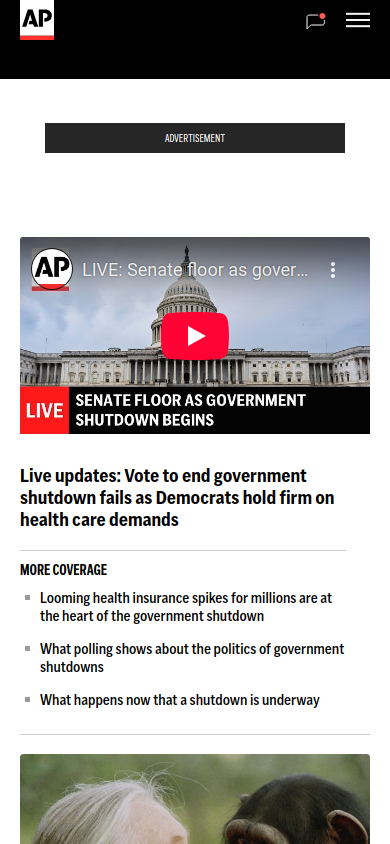 AP
ADVERTISEMENT
AP
LIVE: Senate floor as gover...
LIVE
SENATE FLOOR AS GOVERNMENT
SHUTDOWN BEGINS
Live updates: Vote to end government
shutdown fails as Democrats hold firm on
health care demands
MORE COVERAGE
Looming health insurance spikes for millions are at
the heart of the government shutdown
What polling shows about the politics of government
shutdowns
What happens now that a shutdown is underway